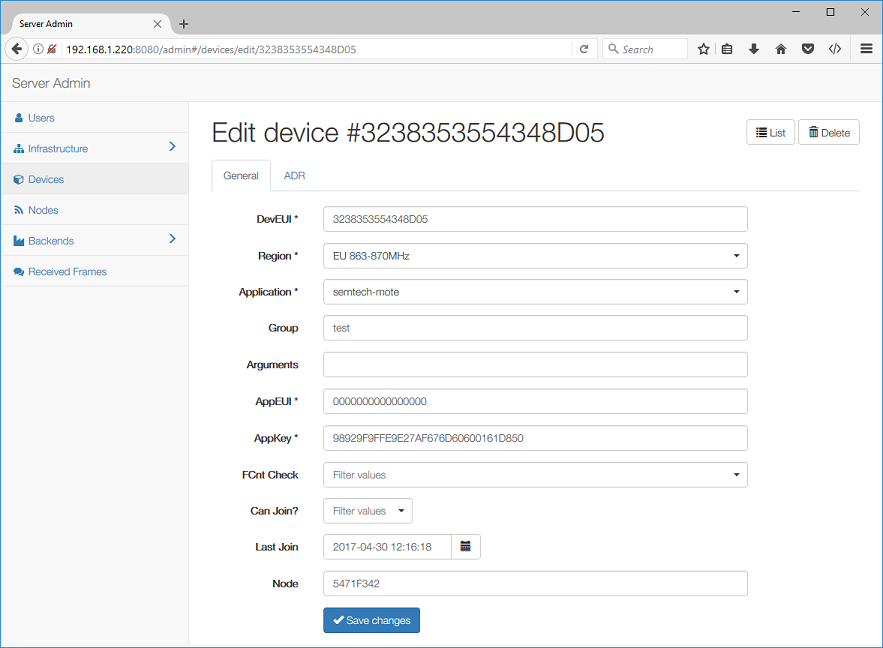 Server Admin
192.168.1.220:8080/admin#/devices/edit/3238353554348D05
Search
Server Admin
Users
Infrastructure
Devices
Nodes
Backends
Received Frames
Edit device #3238353554348D05
List
Delete
General
ADR
DevEUI * 3238353554348D05
Region * EU 863-870MHz
Application * semtech-mote
Group test
Arguments
AppEUI * 0000000000000000
AppKey * 98929F9FFE9E27AF676D60600161D850
FCnt Check Filter values
Can Join? Filter values
Last Join 2017-04-30 12:16:18
Node 5471F342
Save changes